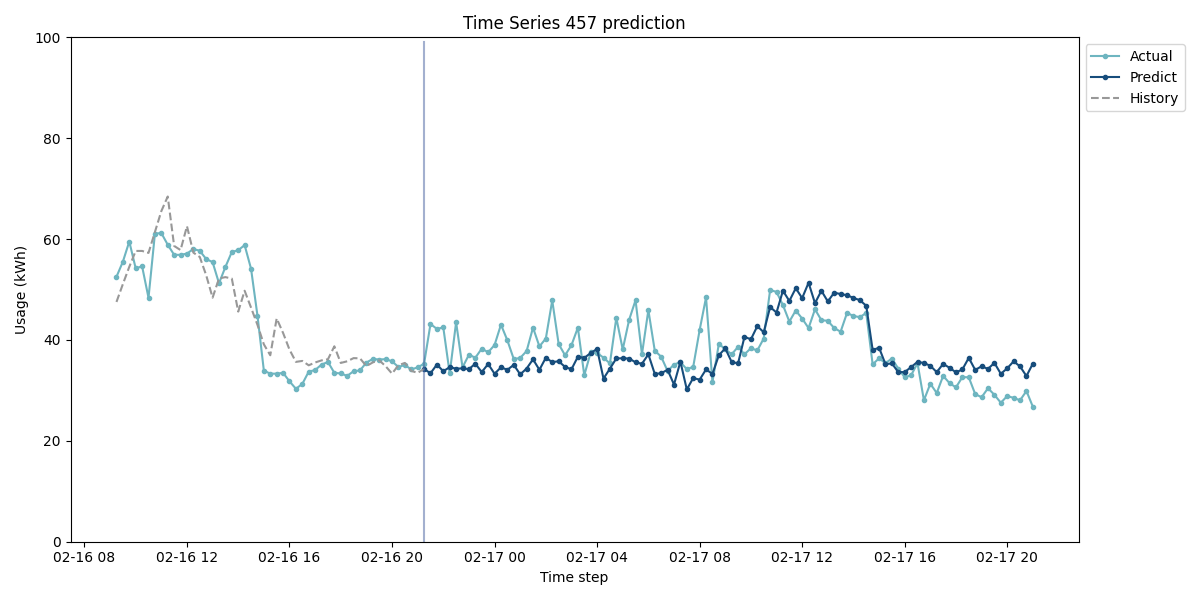 Time Series 457 prediction
100
80
60
40
20
0
Usage (kWh)
02-16 08 02-16 12 02-16 16 02-16 20 02-17 00 02-17 04 02-17 08 02-17 12 02-17 16 02-17 20
Time step
Actual
Predict
History